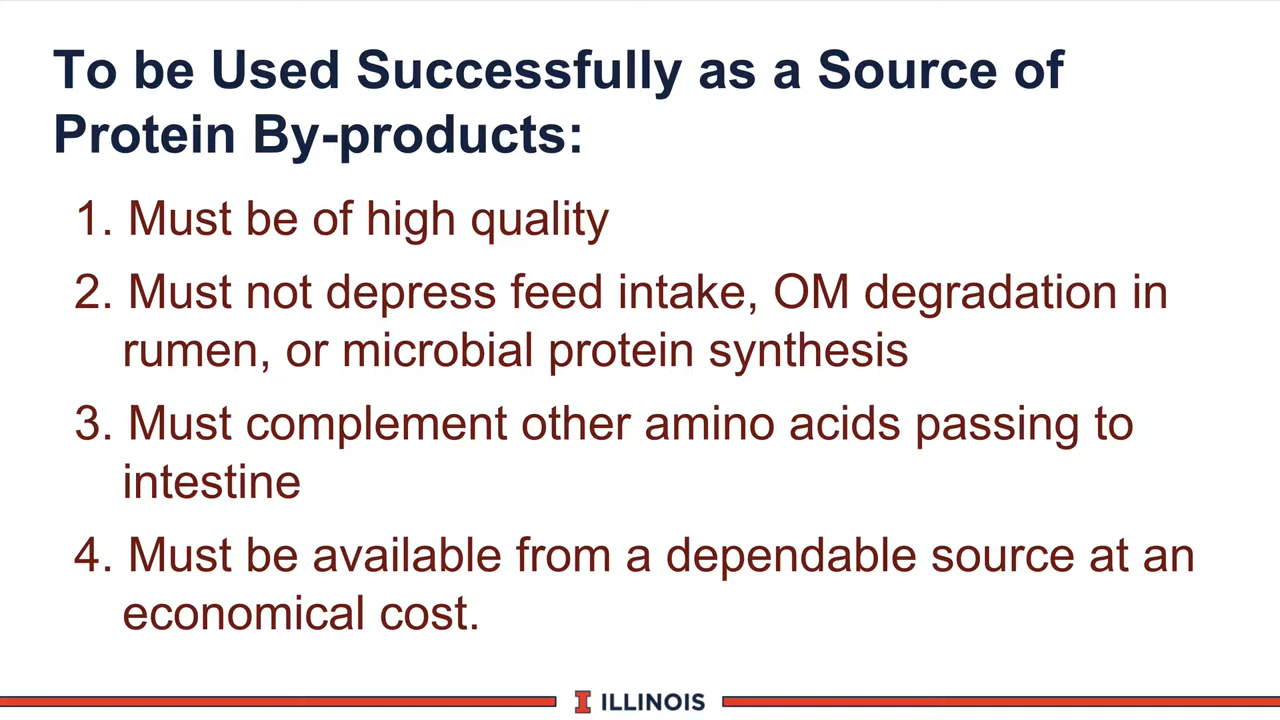 To be Used Successfully as a Source of
Protein By-products:
1. Must be of high quality
2. Must not depress feed intake, OM degradation in
rumen, or microbial protein synthesis
3. Must complement other amino acids passing to
intestine
4. Must be available from a dependable source at an
economical cost.
I ILLINOIS